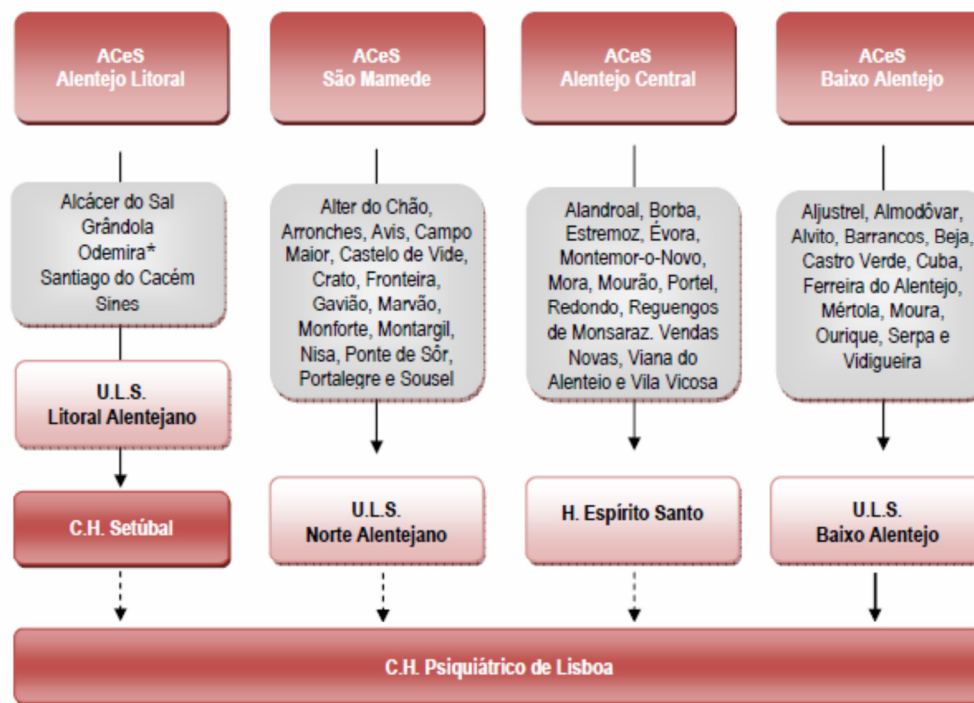 ACeS
Alentejo Litoral
ACeS
São Mamede
ACeS
Alentejo Central
ACeS
Baixo Alentejo
Alcácer do Sal
Grândola
Odemira*
Santiago do Cacém
Sines
Alter do Chão,
Arronches, Avis, Campo
Maior, Castelo de Vide,
Crato, Fronteira,
Gavião, Marvão,
Monforte, Montargil,
Nisa, Ponte de Sôr,
Portalegre e Sousel
Alandroal, Borba,
Estremoz, Évora,
Montemor-o-Novo,
Mora, Mourão, Portel,
Redondo, Reguengos
de Monsaraz. Vendas
Novas, Viana do
Alenteio e Vila Vicosa
Aljustrel, Almodôvar,
Alvito, Barrancos, Beja,
Castro Verde, Cuba,
Ferreira do Alentejo,
Mértola, Moura,
Ourique, Serpa e
Vidigueira
U.L.S.
Litoral Alentejano
C.H. Setúbal
U.L.S.
Norte Alentejano
H. Espírito Santo
U.L.S.
Baixo Alentejo
C.H. Psiquiátrico de Lisboa